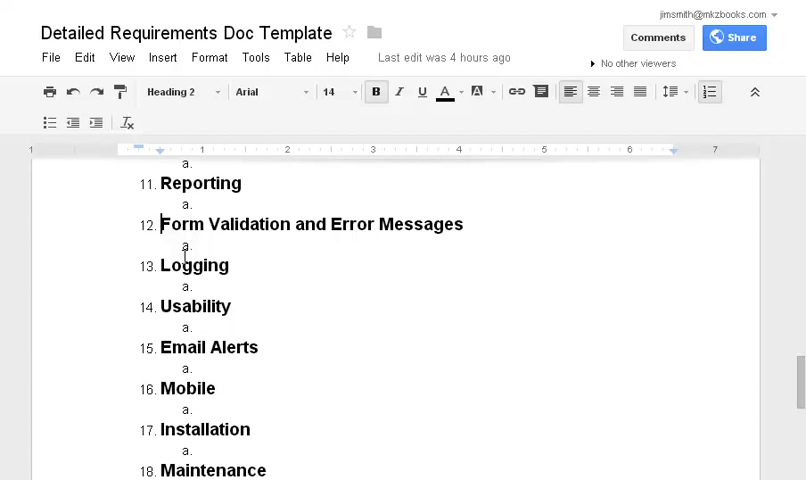 jimsmith@mkzbooks.com
Detailed Requirements Doc Template
Comments
Share
File Edit View Insert Format Tools Table Help Last edit was 4 hours ago
No other viewers
Heading 2 Arial 14 B I U A A
1 1 2 3 4 5 6 7
a.
11. Reporting
a.
12. Form Validation and Error Messages
a.
13. Logging
a.
14. Usability
a.
15. Email Alerts
a.
16. Mobile
a.
17. Installation
a.
18. Maintenance